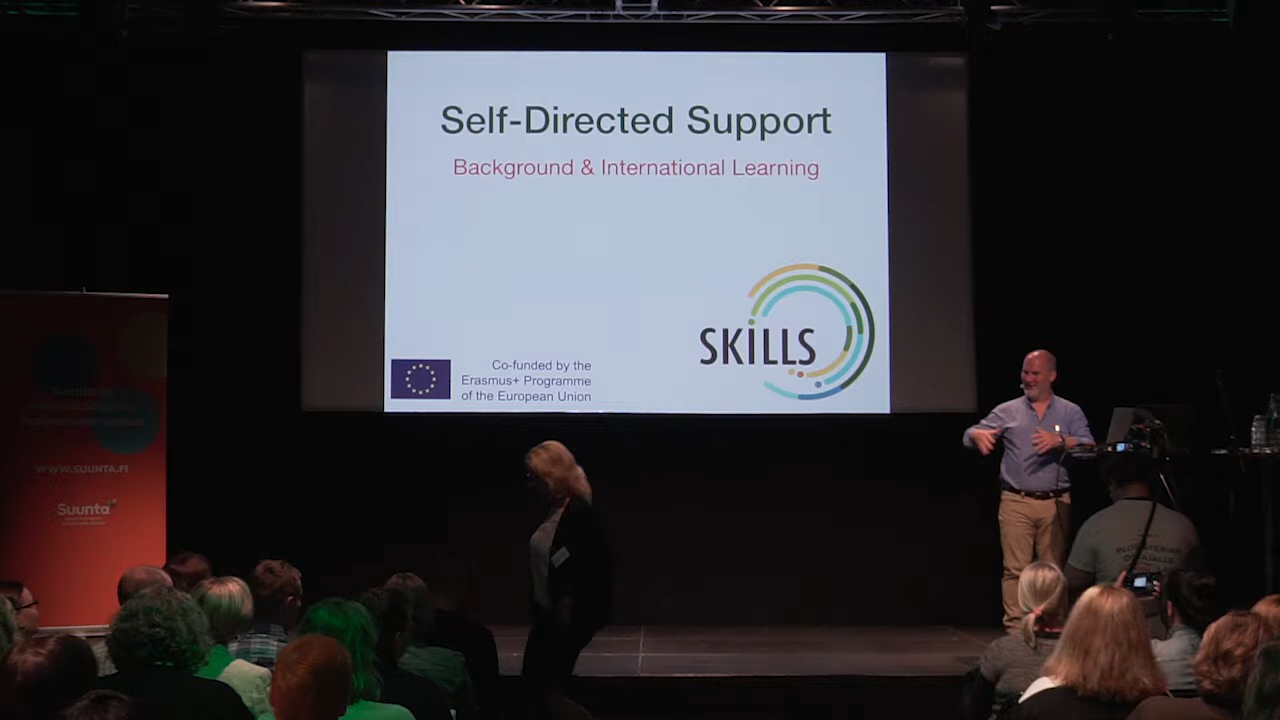 Self-Directed Support
Background & International Learning
SKILLS
Co-funded by the
Erasmus+ Programme
of the European Union
WWW.SUUNTA.FI
Suunta